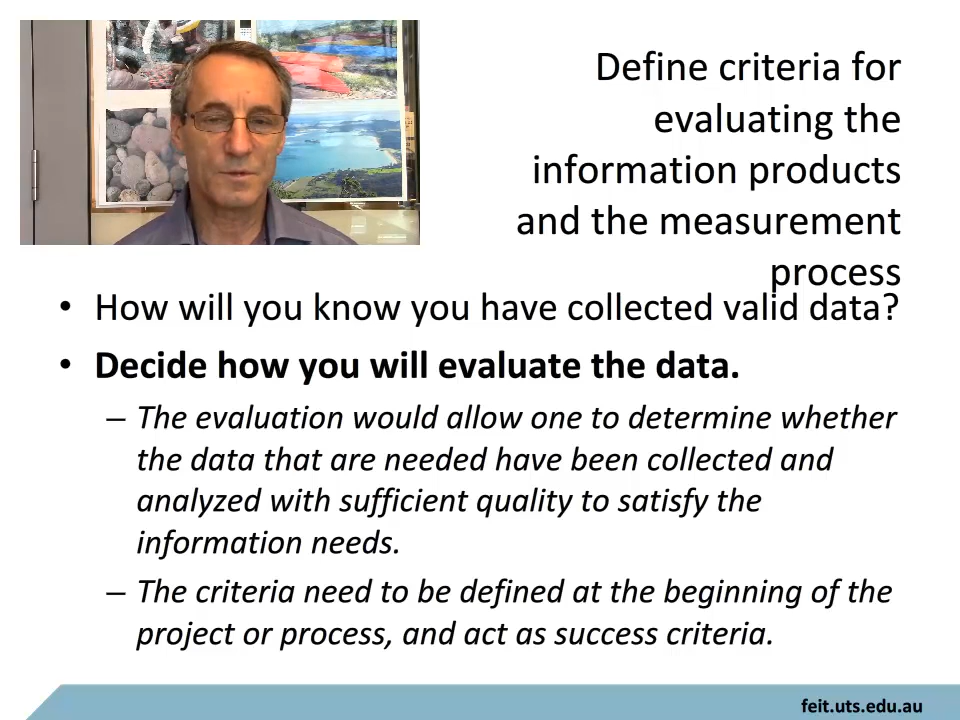 Define criteria for
evaluating the
information products
and the measurement
process
• How will you know you have collected valid data?
• Decide how you will evaluate the data.
– The evaluation would allow one to determine whether
the data that are needed have been collected and
analyzed with sufficient quality to satisfy the
information needs.
– The criteria need to be defined at the beginning of the
project or process, and act as success criteria.
feit.uts.edu.au